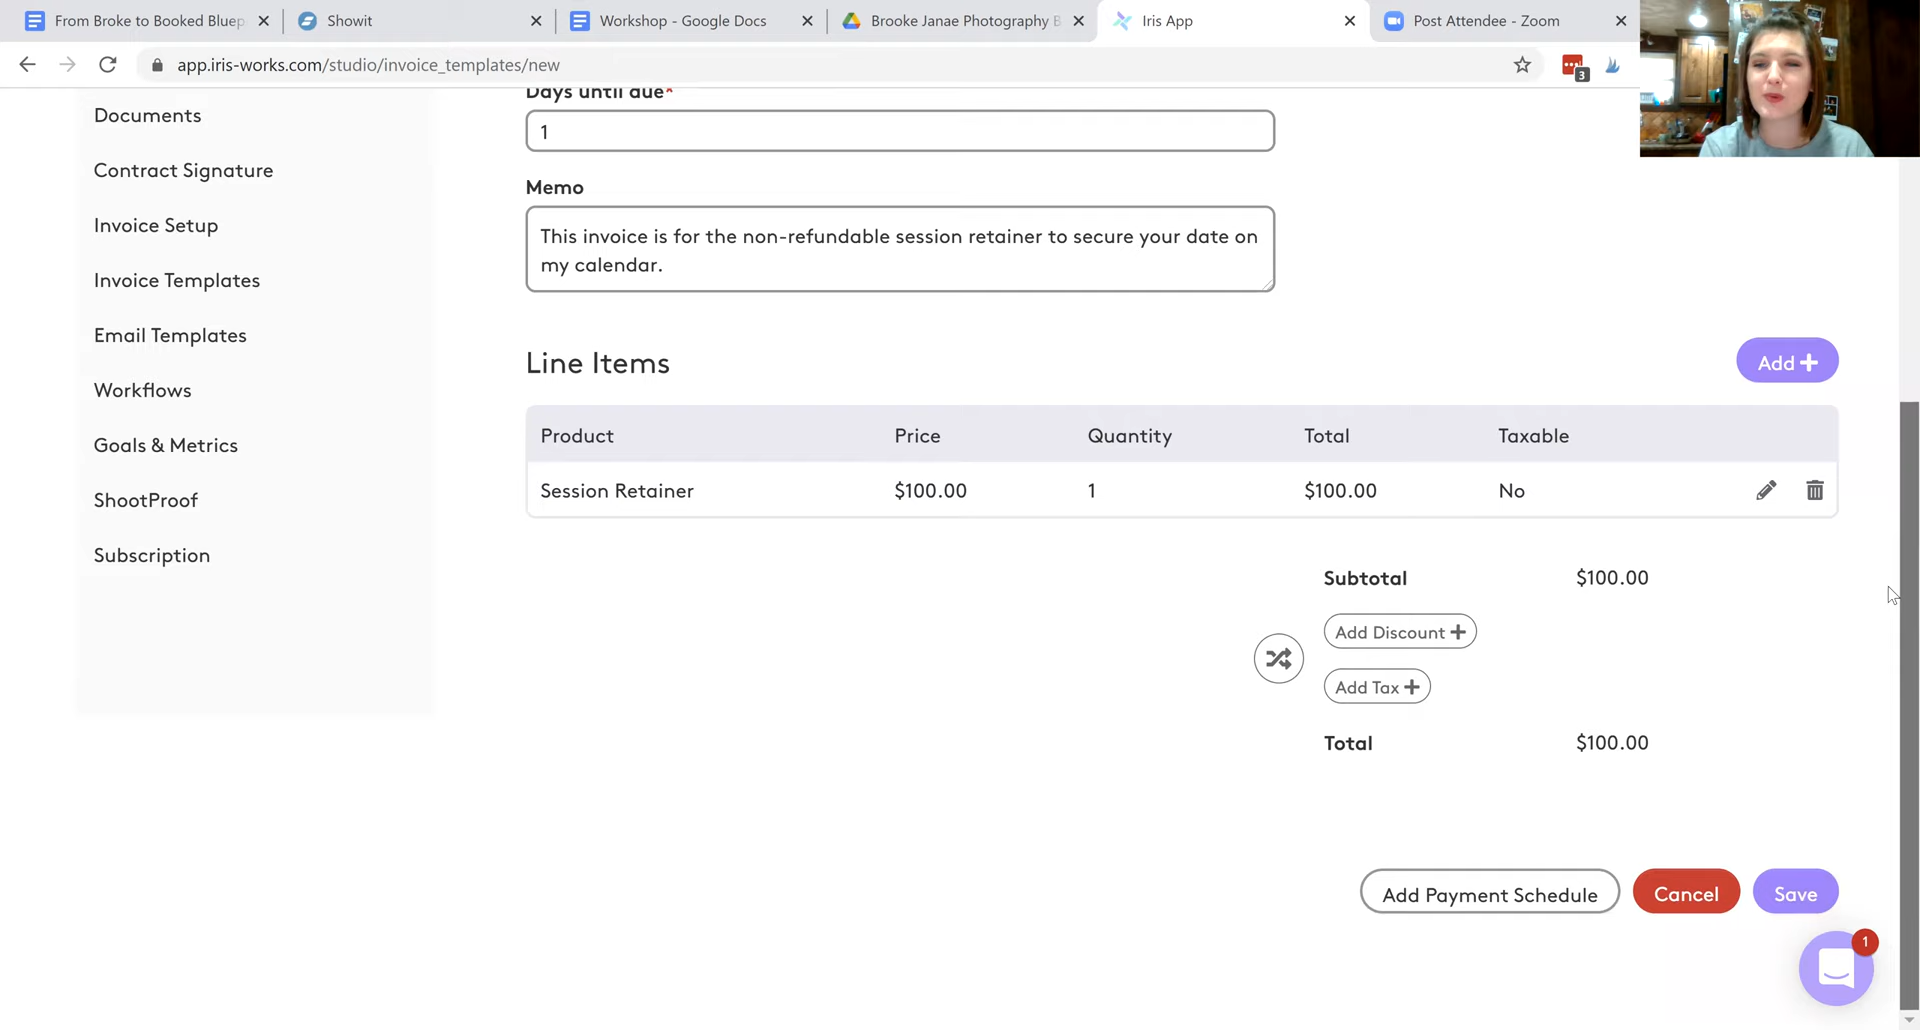 From Broke to Booked Bluep
Showit
Workshop - Google Docs
Brooke Janae Photography B
Iris App
Post Attendee - Zoom
app.iris-works.com/studio/invoice_templates/new
3
Documents
Contract Signature
Invoice Setup
Invoice Templates
Email Templates
Workflows
Goals & Metrics
ShootProof
Subscription
Days until due*
1
Memo
This invoice is for the non-refundable session retainer to secure your date on
my calendar.
Line Items
Add +
Product Price Quantity Total Taxable
Session Retainer $100.00 1 $100.00 No
Subtotal $100.00
Add Discount +
Add Tax +
Total $100.00
Add Payment Schedule Cancel Save
1